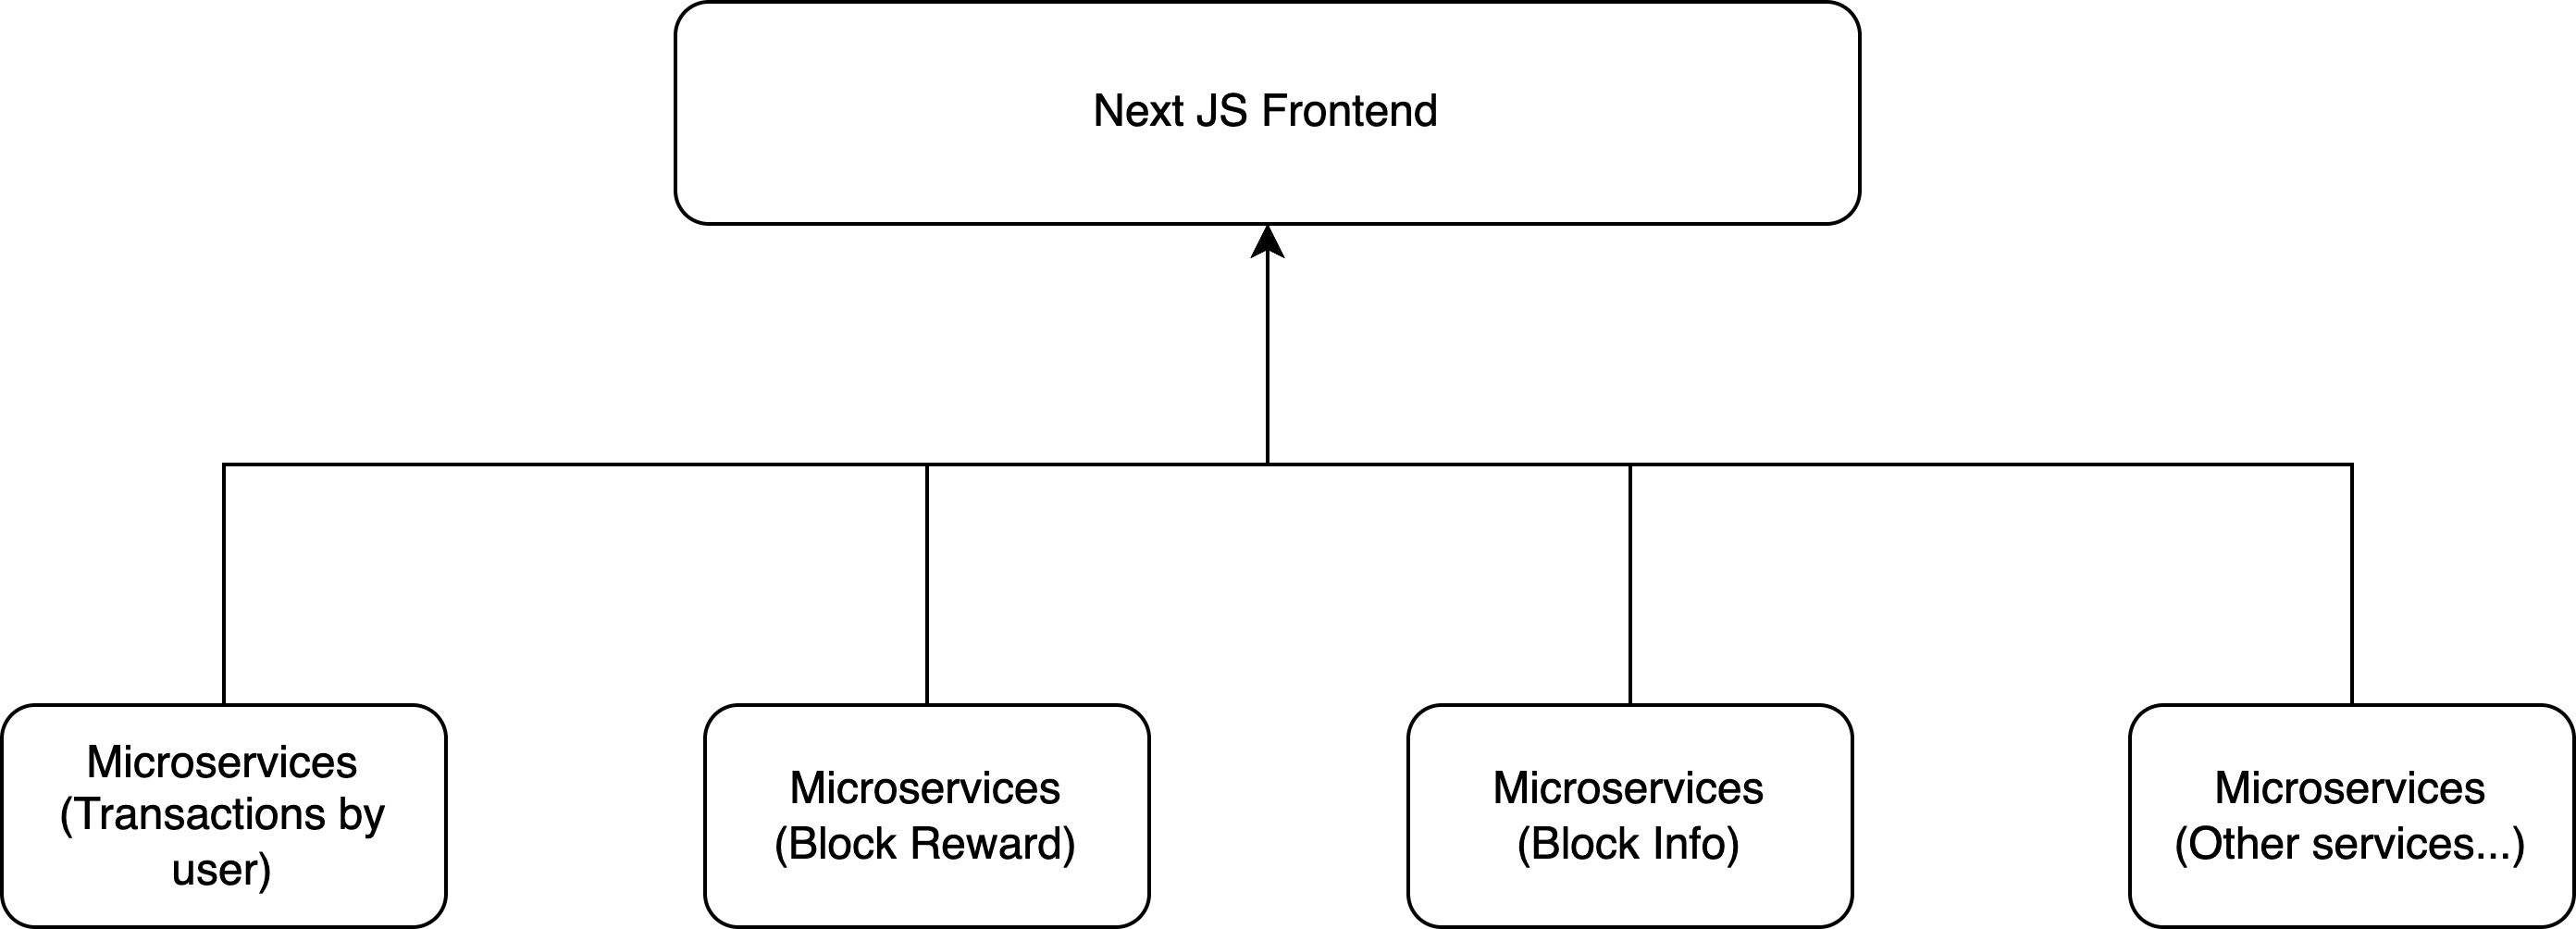 Next JS Frontend
Microservices
(Transactions by
user)
Microservices
(Block Reward)
Microservices
(Block Info)
Microservices
(Other services...)